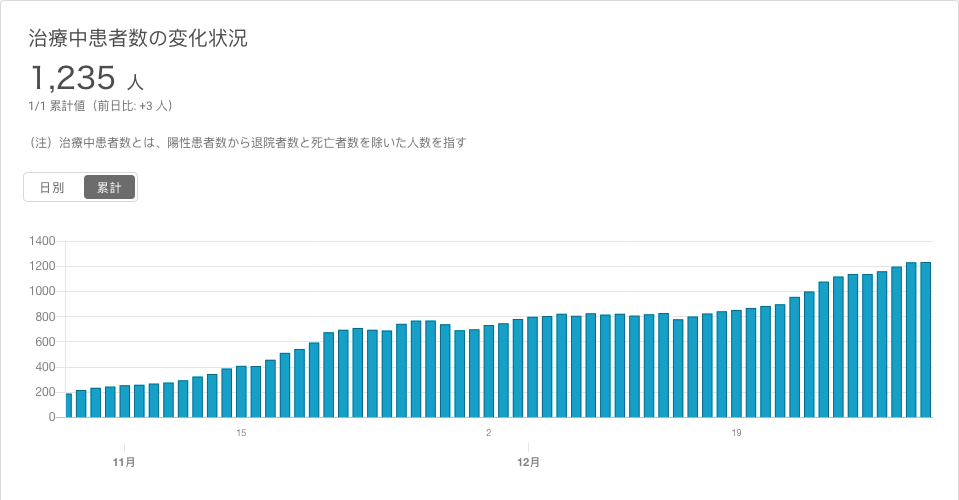 治療中患者数の変化状況
1,235 人
1/1 累計値（前日比: +3 人）
（注）治療中患者数とは、陽性患者数から退院者数と死亡者数を除いた人数を指す
日別 累計
1400
1200
1000
800
600
400
200
0
15 2 19
11月 12月